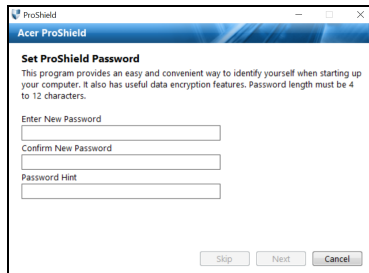 ProShield
Acer ProShield
Set ProShield Password
This program provides an easy and convenient way to identify yourself when starting up
your computer. It also has useful data encryption features. Password length must be 4
to 12 characters.
Enter New Password
Confirm New Password
Password Hint
Skip Next Cancel